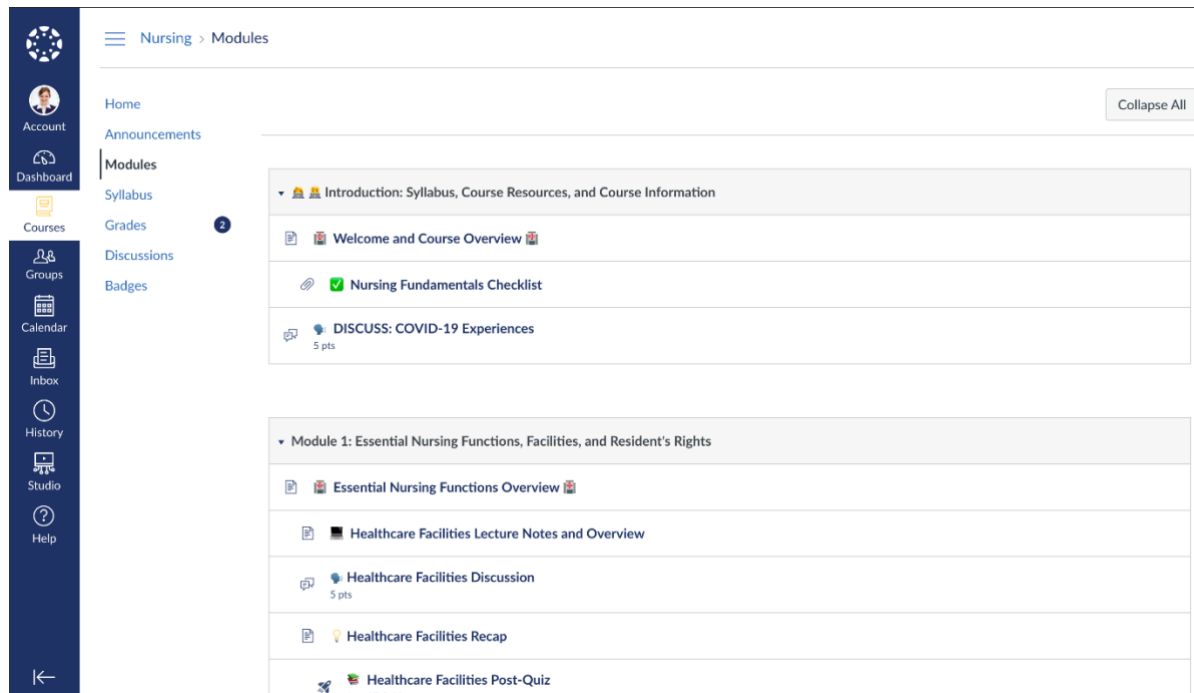 Nursing > Modules
Account
Dashboard
Courses
Groups
Calendar
Inbox
History
Studio
Help
Home
Announcements
Modules
Syllabus
Grades 2
Discussions
Badges
Collapse All
Introduction: Syllabus, Course Resources, and Course Information
Welcome and Course Overview
Nursing Fundamentals Checklist
DISCUSS: COVID-19 Experiences
5 pts
Module 1: Essential Nursing Functions, Facilities, and Resident's Rights
Essential Nursing Functions Overview
Healthcare Facilities Lecture Notes and Overview
Healthcare Facilities Discussion
5 pts
Healthcare Facilities Recap
Healthcare Facilities Post-Quiz